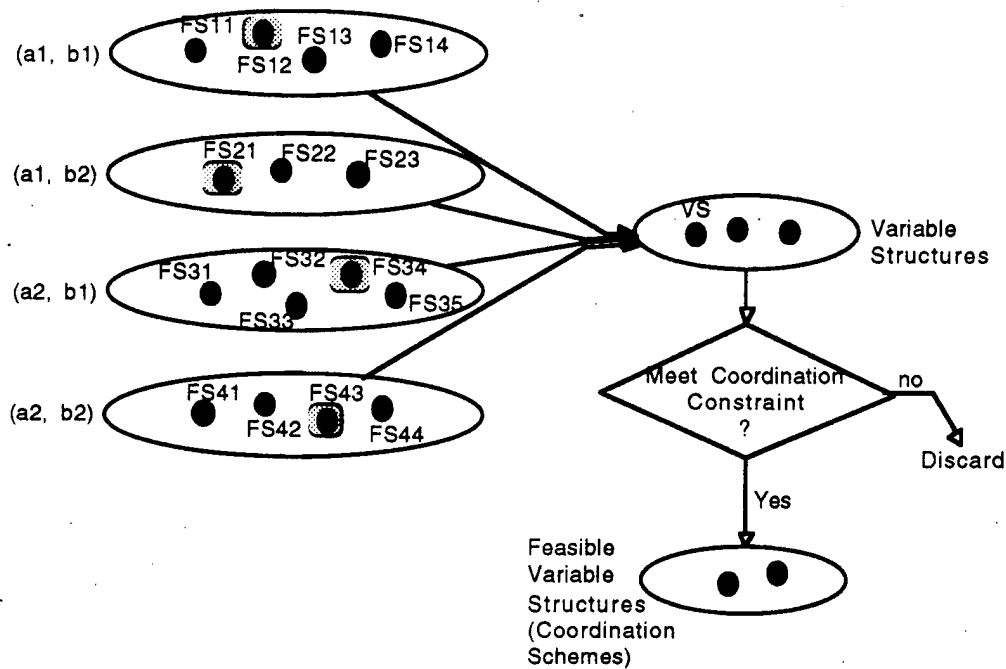 (a1, b1)
FS11
FS12
FS13
FS14
(a1, b2)
FS21
FS22
FS23
(a2, b1)
FS31
FS32
FS33
FS34
FS35
(a2, b2)
FS41
FS42
FS43
FS44
VS
Variable
Structures
Meet Coordination
Constraint
?
no
Discard
Yes
Feasible
Variable
Structures
(Coordination
Schemes)